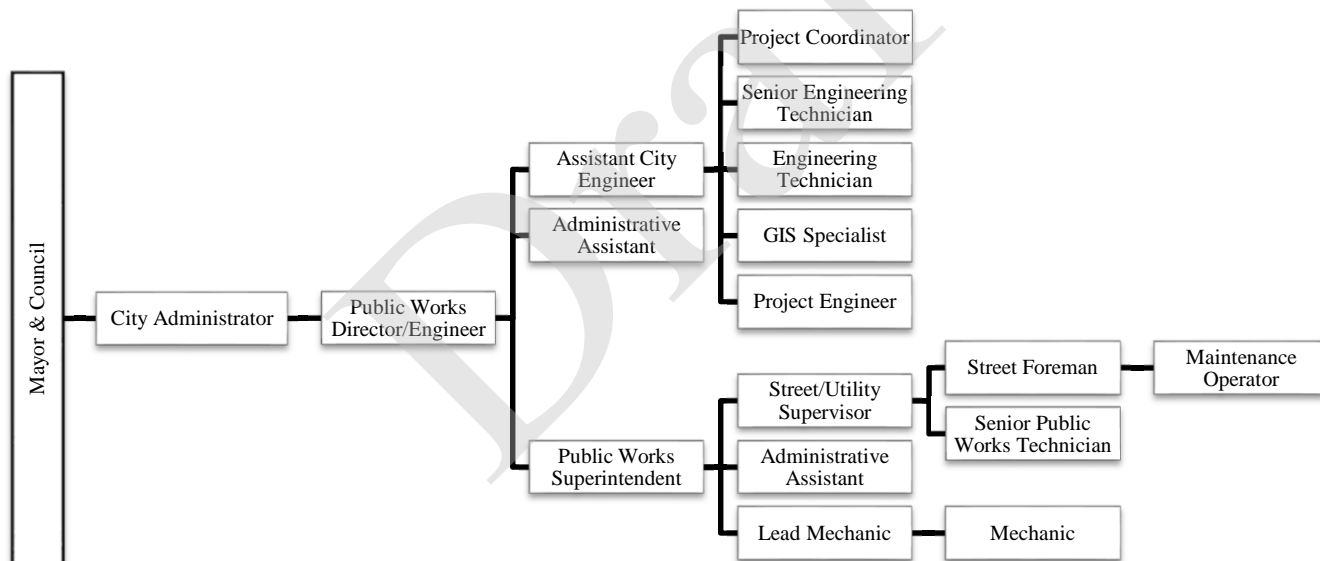 Mayor & Council
City Administrator
Public Works
Director/Engineer
Assistant City
Engineer
Administrative
Assistant
Public Works
Superintendent
Project Coordinator
Senior Engineering
Technician
Engineering
Technician
GIS Specialist
Project Engineer
Street/Utility
Supervisor
Administrative
Assistant
Lead Mechanic
Street Foreman
Senior Public
Works Technician
Mechanic
Maintenance
Operator